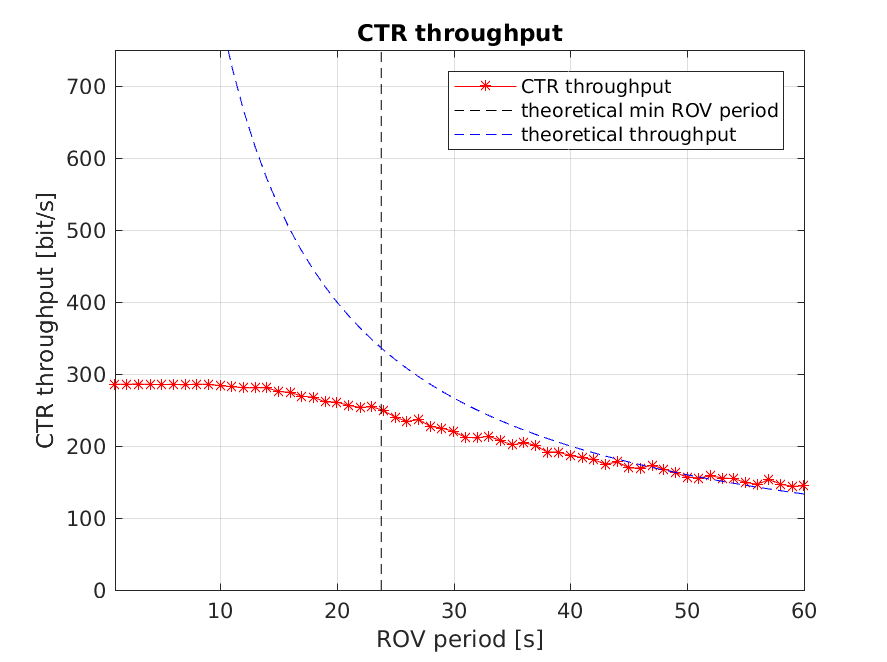 CTR throughput
CTR throughput [bit/s]
700
600
500
400
300
200
100
0
CTR throughput
theoretical min ROV period
theoretical throughput
10 20 30 40 50 60
ROV period [s]